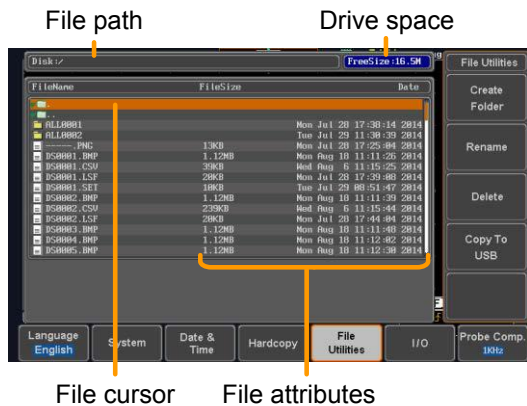 File path Drive space
Disk:/ FreeSize:16.5M File Utilities
FileName FileSize Date
.
..
ALL0001 Mon Jul 28 17:38:14 2014
ALL0002 Tue Jul 29 11:30:39 2014
-----.PNG 13KB Mon Jul 28 17:25:04 2014
DS0001.BMP 1.12MB Mon Aug 18 11:11:26 2014
DS0001.CSV 39KB Wed Aug 6 11:15:25 2014
DS0001.LSF 20KB Mon Jul 28 17:39:08 2014
DS0001.SET 10KB Tue Jul 29 08:51:47 2014
DS0002.BMP 1.12MB Mon Aug 18 11:11:39 2014
DS0002.CSV 239KB Wed Aug 6 11:15:44 2014
DS0002.LSF 20KB Mon Jul 28 17:44:04 2014
DS0003.BMP 1.12MB Mon Aug 18 11:11:48 2014
DS0004.BMP 1.12MB Mon Aug 18 11:12:02 2014
DS0005.BMP 1.12MB Mon Aug 18 11:12:30 2014
Create
Folder
Rename
Delete
Copy To
USB
Language
English
System
Date &
Time
Hardcopy
File
Utilities
I/O
Probe Comp.
1KHz
File cursor File attributes